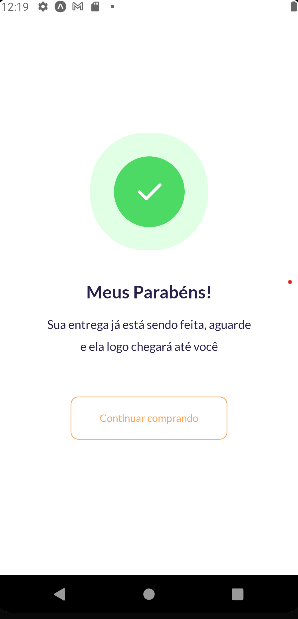 12:19
Meus Parabéns!
Sua entrega já está sendo feita, aguarde
e ela logo chegará até você
Continuar comprando